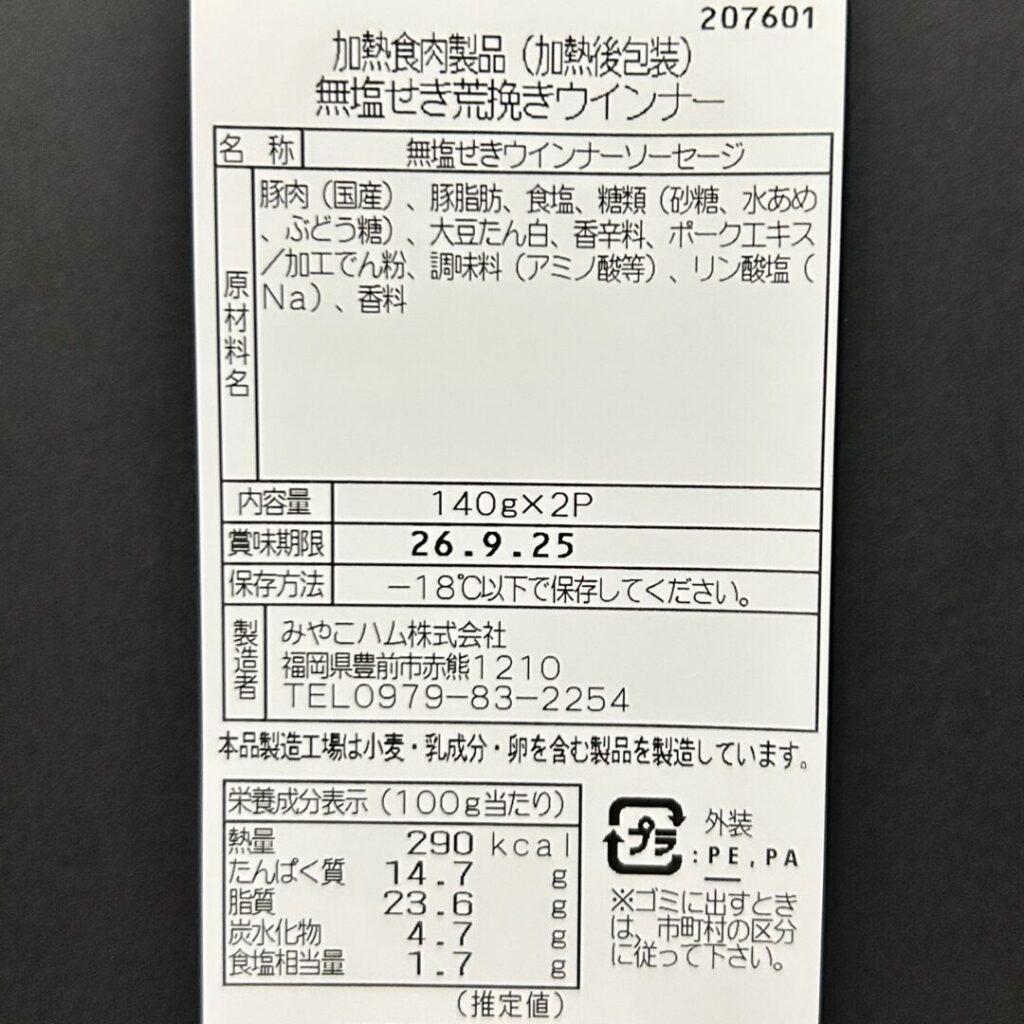 207601
加熱食肉製品（加熱後包装）
無塩せき荒挽きウインナー
名 称 無塩せきウインナーソーセージ
原材料名
豚肉（国産）、豚脂肪、食塩、糖類（砂糖、水あめ
、ぶどう糖）、大豆たん白、香辛料、ポークエキス
／加工でん粉、調味料（アミノ酸等）、リン酸塩（
Ｎａ）、香料
内容量 140g×2P
賞味期限 26.9.25
保存方法 －18℃以下で保存してください。
製造者
みやこハム株式会社
福岡県豊前市赤熊1210
TEL0979-83-2254
本品製造工場は小麦・乳成分・卵を含む製品を製造しています。
栄養成分表示（100g当たり）
熱量 290 kcal
たんぱく質 14.7 g
脂質 23.6 g
炭水化物 4.7 g
食塩相当量 1.7 g
（推定値）
プラ
外装
:PE,PA
※ゴミに出すとき
は、市町村の区分
に従って下さい。